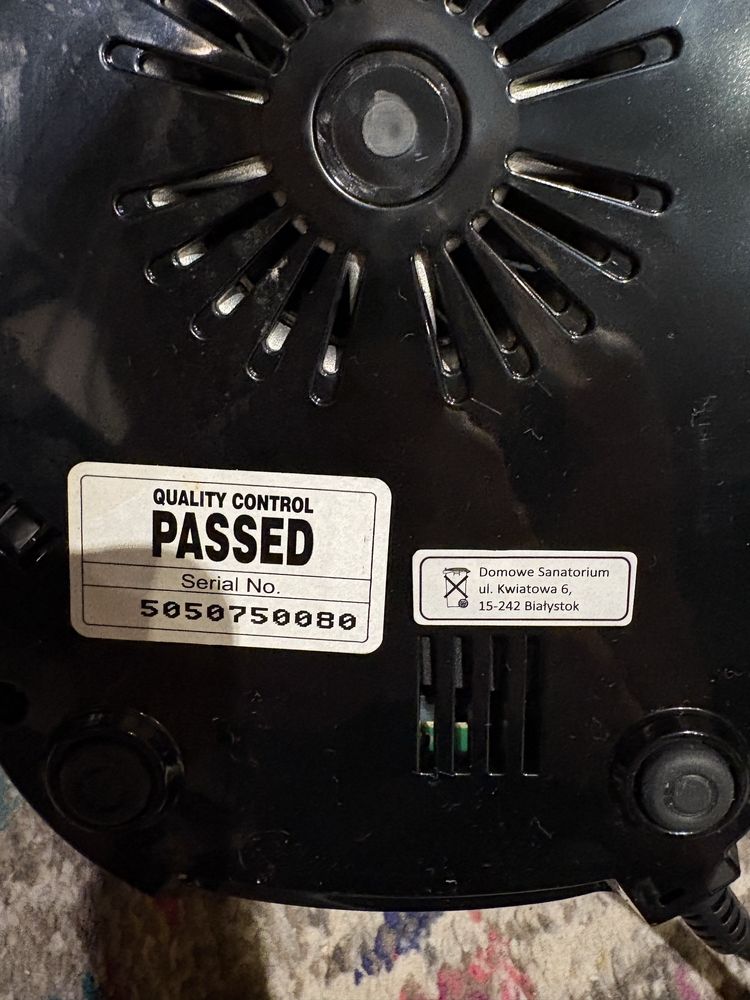 QUALITY CONTROL
PASSED
Serial No.
5050750080
Domowe Sanatorium
ul. Kwiatowa 6,
15-242 Białystok